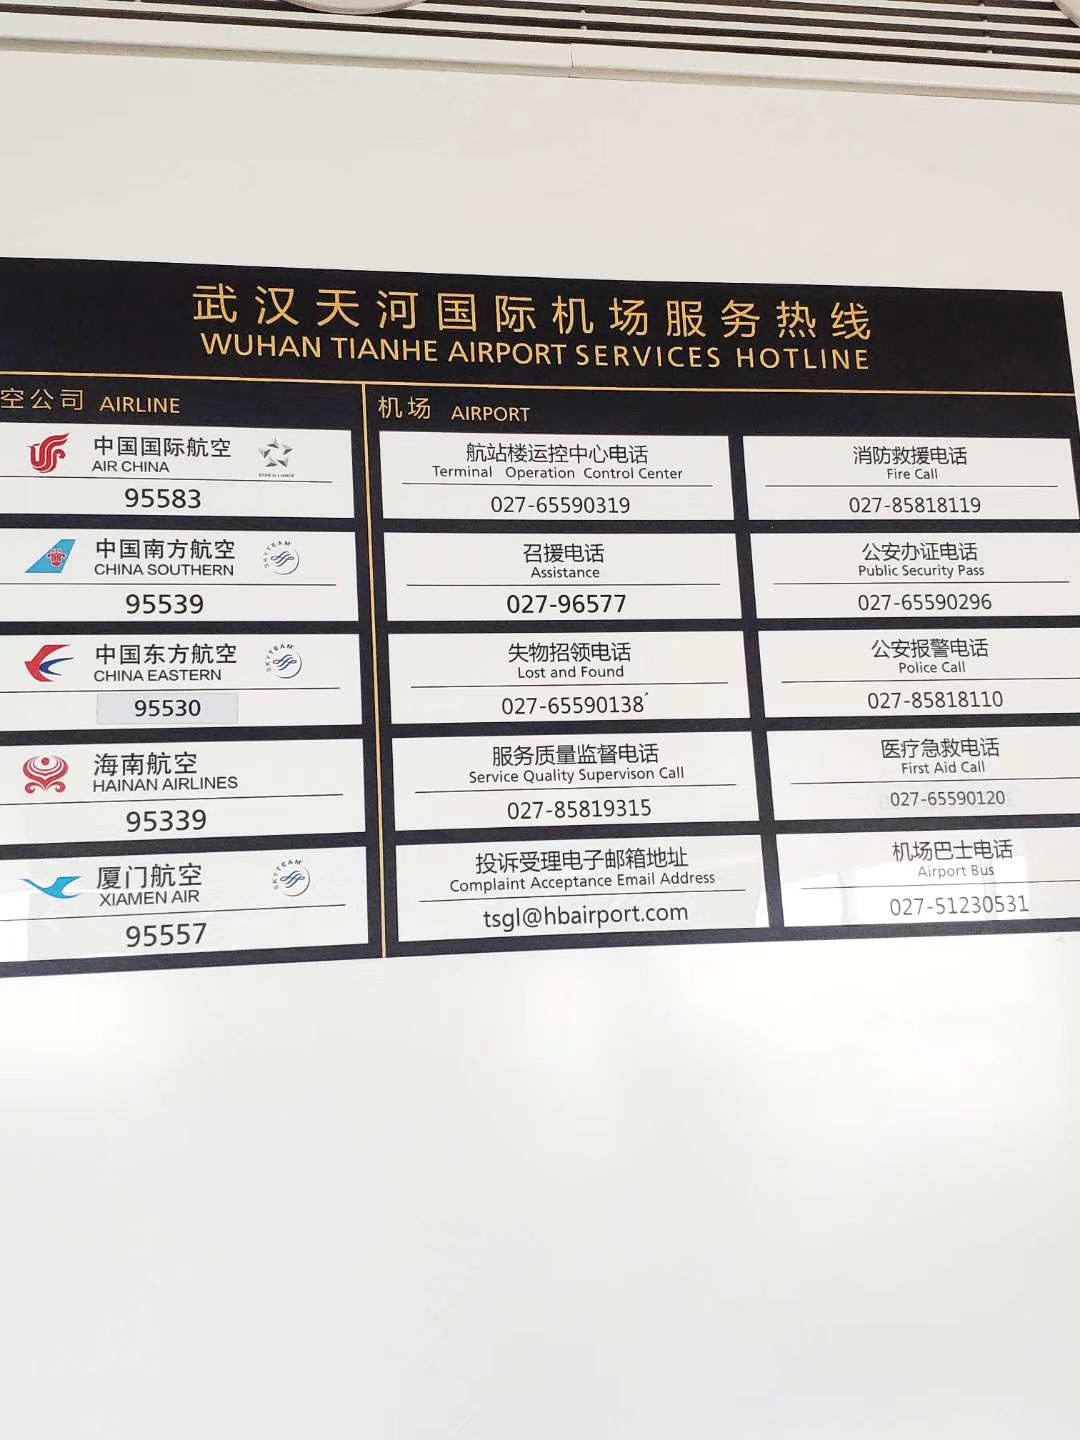 武汉天河国际机场服务热线
WUHAN TIANHE AIRPORT SERVICES HOTLINE
空公司 AIRLINE
中国国际航空
AIR CHINA
STAR ALLIANCE
95583
中国南方航空
CHINA SOUTHERN
SKYTEAM
95539
中国东方航空
CHINA EASTERN
SKYTEAM
95530
海南航空
HAINAN AIRLINES
95339
厦门航空
XIAMEN AIR
SKYTEAM
95557
机场 AIRPORT
航站楼运控中心电话
Terminal Operation Control Center
027-65590319
召援电话
Assistance
027-96577
失物招领电话
Lost and Found
027-65590138
服务质量监督电话
Service Quality Supervison Call
027-85819315
投诉受理电子邮箱地址
Complaint Acceptance Email Address
tsgl@hbairport.com
消防救援电话
Fire Call
027-85818119
公安办证电话
Public Security Pass
027-65590296
公安报警电话
Police Call
027-85818110
医疗急救电话
First Aid Call
027-65590120
机场巴士电话
Airport Bus
027-51230531